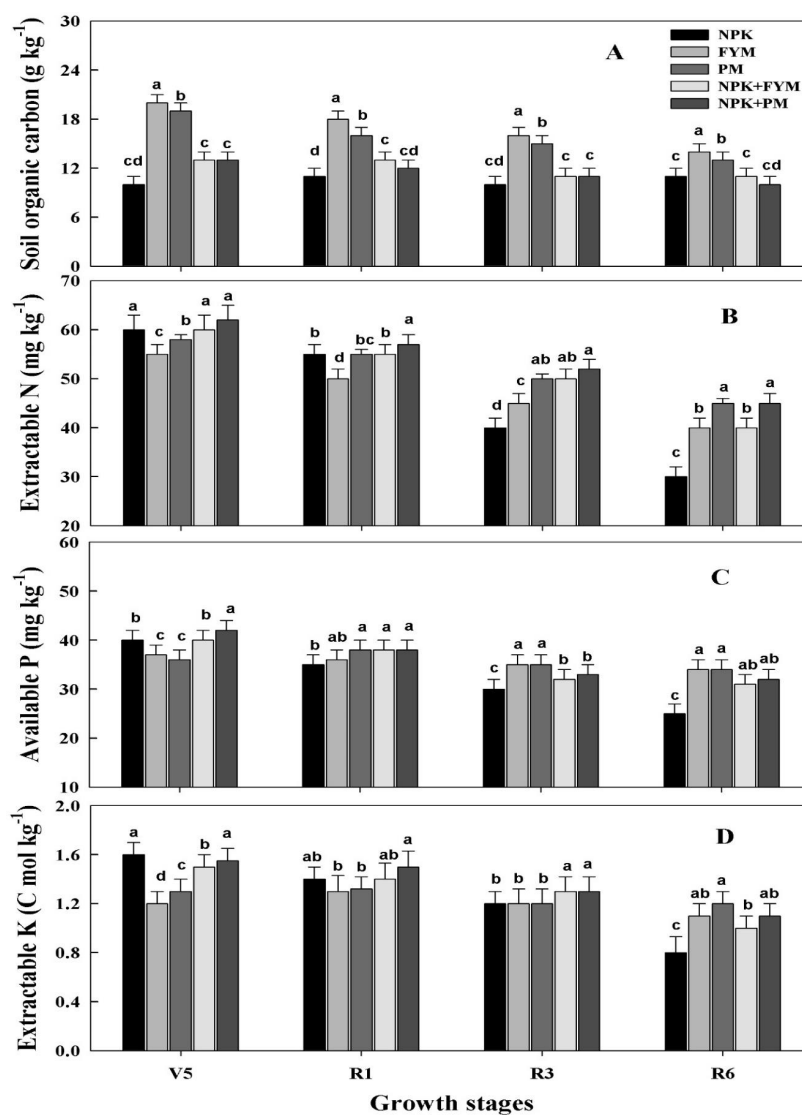 A
NPK
FYM
PM
NPK+FYM
NPK+PM
Soil organic carbon (g kg-1)
30
24
18
12
6
0
cd a b c c
d a b c cd
cd a b c c
c a b c cd
B
Extractable N (mg kg-1)
70
60
50
40
30
20
a c b a a
b d bc b a
d c ab ab a
c b a b a
C
Available P (mg kg-1)
60
50
40
30
20
10
b c c b a
b ab a a a
c a a b b
c a a ab ab
D
Extractable K (C mol kg-1)
2.0
1.6
1.2
0.8
0.4
0.0
a d c b a
ab b b ab a
b b b a a
c ab a b ab
V5 R1 R3 R6
Growth stages